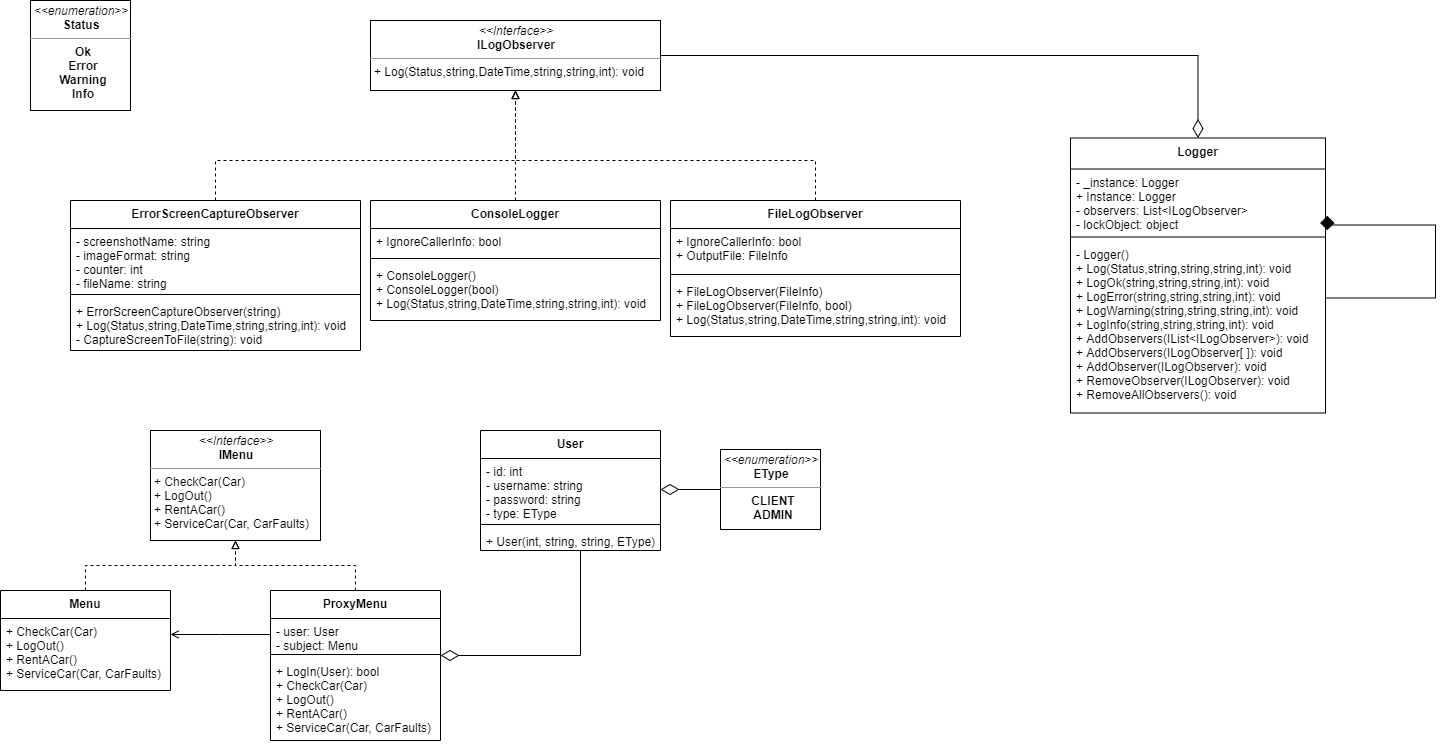 <<enumeration>>
Status
Ok
Error
Warning
Info
<<Interface>>
ILogObserver
+ Log(Status,string,DateTime,string,string,int): void
Logger
- _instance: Logger
+ Instance: Logger
- observers: List<ILogObserver>
- lockObject: object
- Logger()
+ Log(Status,string,string,string,int): void
+ LogOk(string,string,string,int): void
+ LogError(string,string,string,int): void
+ LogWarning(string,string,string,int): void
+ LogInfo(string,string,string,int): void
+ AddObservers(IList<ILogObserver>): void
+ AddObservers(ILogObserver[ ]): void
+ AddObserver(ILogObserver): void
+ RemoveObserver(ILogObserver): void
+ RemoveAllObservers(): void
ErrorScreenCaptureObserver
- screenshotName: string
- imageFormat: string
- counter: int
- fileName: string
+ ErrorScreenCaptureObserver(string)
+ Log(Status,string,DateTime,string,string,int): void
- CaptureScreenToFile(string): void
ConsoleLogger
+ IgnoreCallerInfo: bool
+ ConsoleLogger()
+ ConsoleLogger(bool)
+ Log(Status,string,DateTime,string,string,int): void
FileLogObserver
+ IgnoreCallerInfo: bool
+ OutputFile: FileInfo
+ FileLogObserver(FileInfo)
+ FileLogObserver(FileInfo, bool)
+ Log(Status,string,DateTime,string,string,int): void
<<Interface>>
IMenu
+ CheckCar(Car)
+ LogOut()
+ RentACar()
+ ServiceCar(Car, CarFaults)
User
- id: int
- username: string
- password: string
- type: EType
+ User(int, string, string, EType)
<<enumeration>>
EType
CLIENT
ADMIN
Menu
+ CheckCar(Car)
+ LogOut()
+ RentACar()
+ ServiceCar(Car, CarFaults)
ProxyMenu
- user: User
- subject: Menu
+ LogIn(User): bool
+ CheckCar(Car)
+ LogOut()
+ RentACar()
+ ServiceCar(Car, CarFaults)